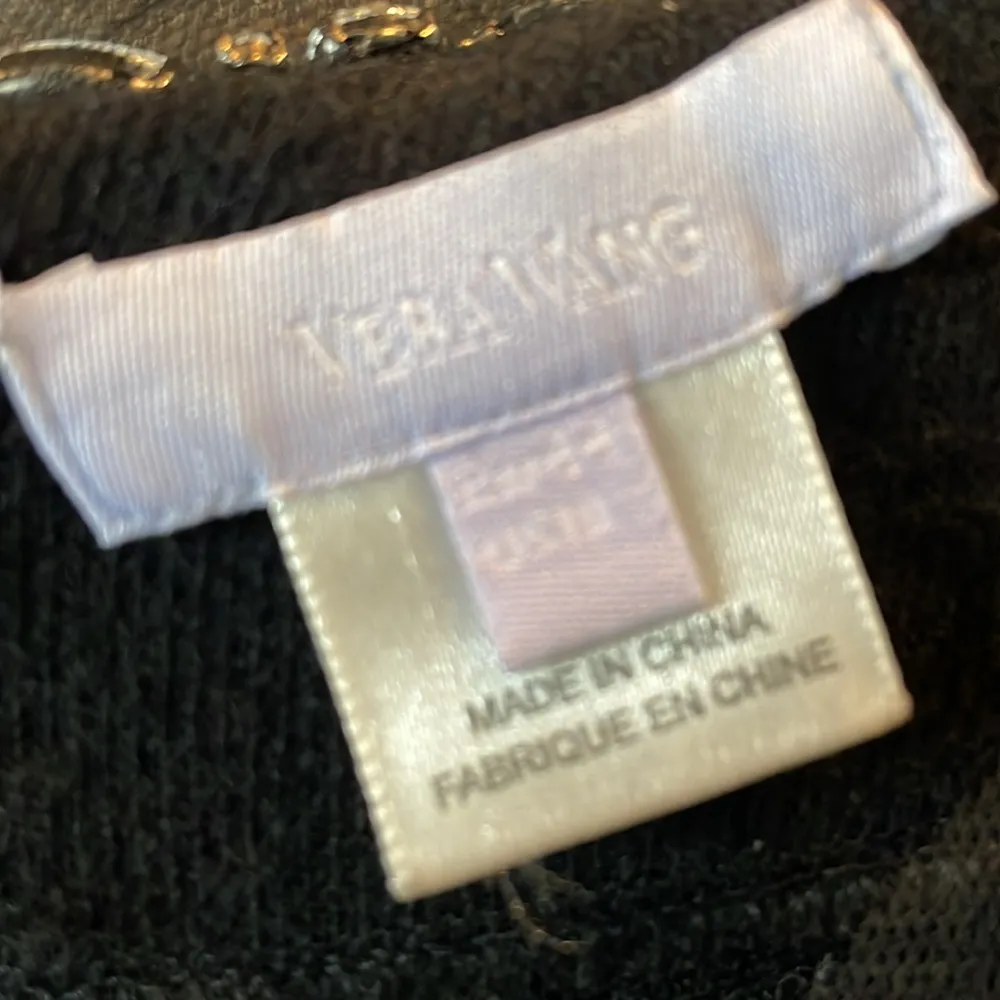 VERA WANG
MADE IN CHINA
FABRIQUE EN CHINE